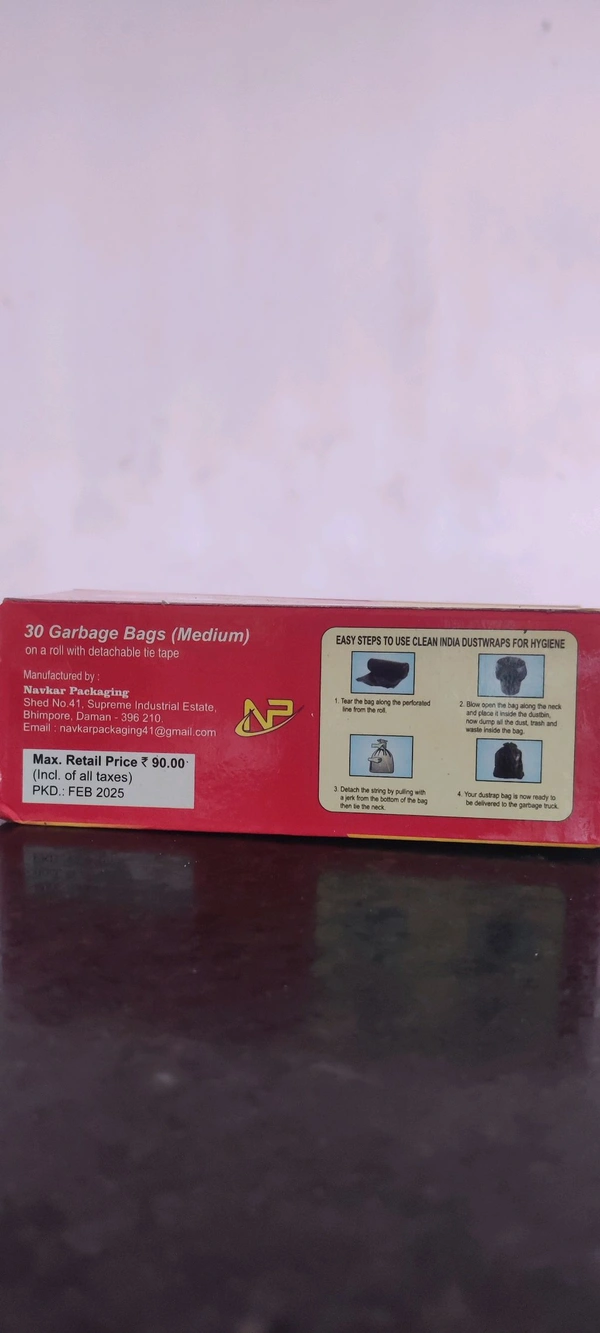 30 Garbage Bags (Medium)
on a roll with detachable tie tape
Manufactured by :
Navkar Packaging
Shed No.41, Supreme Industrial Estate,
Bhimpore, Daman - 396 210.
Email : navkarpackaging41@gmail.com
NP
Max. Retail Price ₹ 90.00
(Incl. of all taxes)
PKD.: FEB 2025
EASY STEPS TO USE CLEAN INDIA DUSTWRAPS FOR HYGIENE
1. Tear the bag along the perforated
line from the roll.
2. Blow open the bag along the neck
and place it inside the dustbin,
now dump all the dust, trash and
waste inside the bag.
3. Detach the string by pulling with
a jerk from the bottom of the bag
then tie the neck.
4. Your dustrap bag is now ready to
be delivered to the garbage truck.